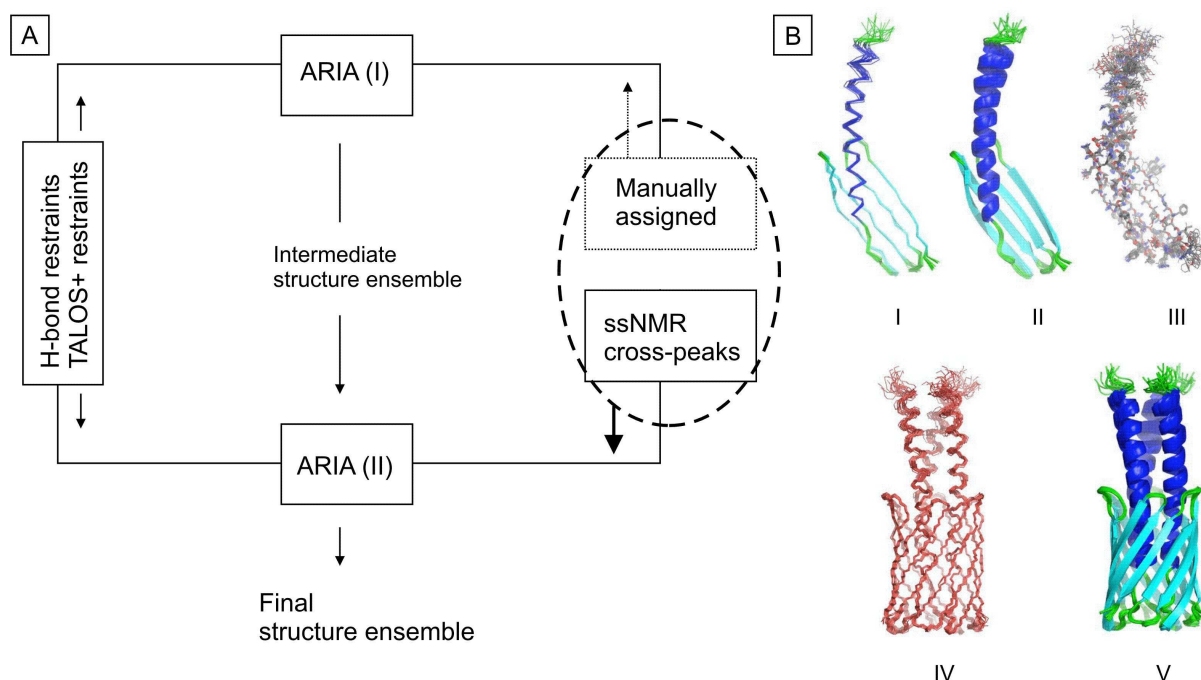 A
ARIA (I)
H-bond restraints
TALOS+ restraints
Manually
assigned
Intermediate
structure ensemble
ssNMR
cross-peaks
ARIA (II)
Final
structure ensemble
B
I
II
III
IV
V